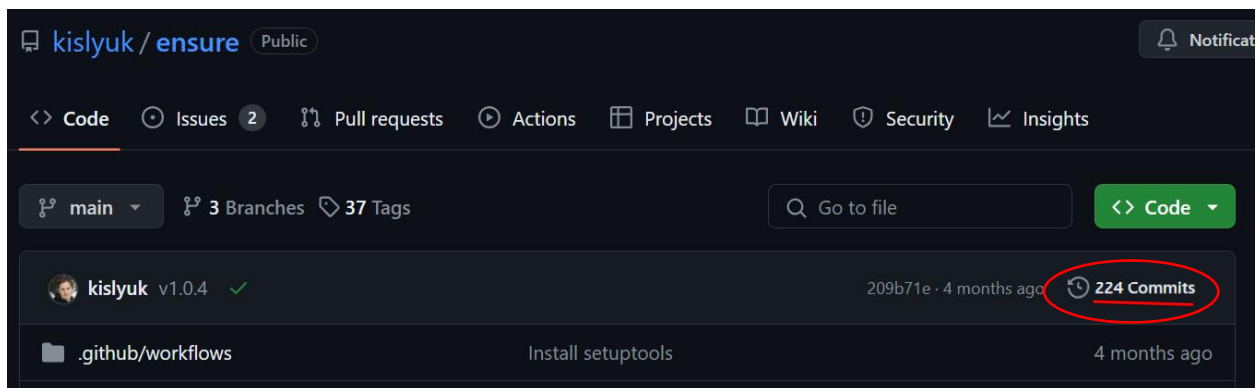 kislyuk / ensure Public Notificat
Code Issues 2 Pull requests Actions Projects Wiki Security Insights
main 3 Branches 37 Tags Go to file Code
kislyuk v1.0.4 209b71e · 4 months ago 224 Commits
.github/workflows Install setuptools 4 months ago